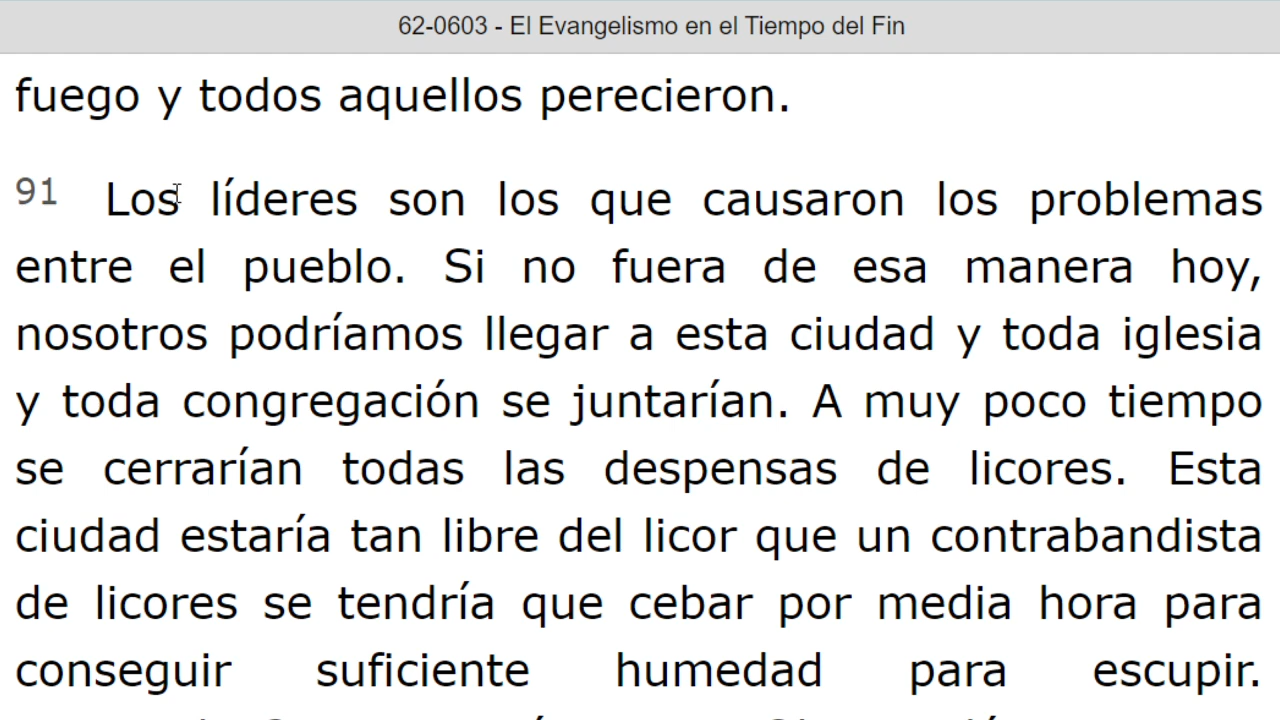 62-0603 - El Evangelismo en el Tiempo del Fin
fuego y todos aquellos perecieron.
91 Los líderes son los que causaron los problemas
entre el pueblo. Si no fuera de esa manera hoy,
nosotros podríamos llegar a esta ciudad y toda iglesia
y toda congregación se juntarían. A muy poco tiempo
se cerrarían todas las despensas de licores. Esta
ciudad estaría tan libre del licor que un contrabandista
de licores se tendría que cebar por media hora para
conseguir suficiente humedad para escupir.